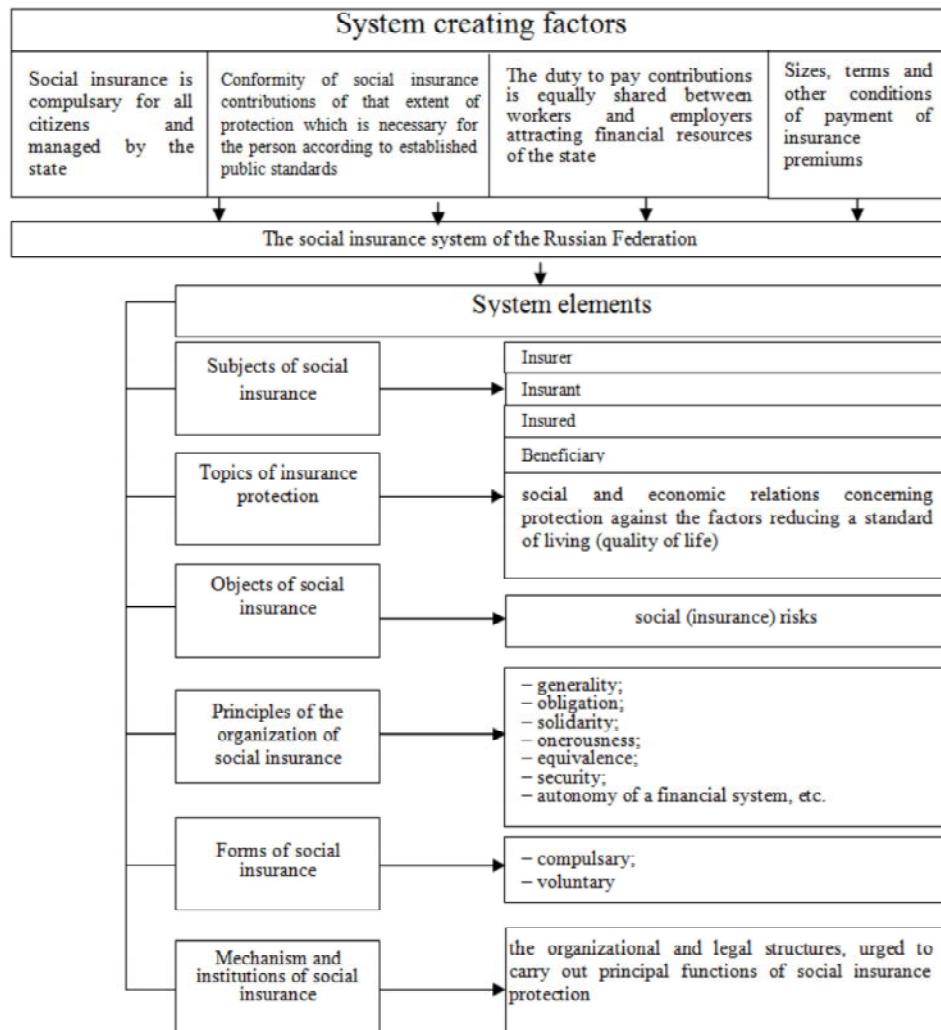 System creating factors
Social insurance is
compulsary for all
citizens and
managed by the
state
Conformity of social insurance
contributions of that extent of
protection which is necessary for
the person according to established
public standards
The duty to pay contributions
is equally shared between
workers and employers
attracting financial resources
of the state
Sizes, terms and
other conditions
of payment of
insurance
premiums
The social insurance system of the Russian Federation
System elements
Subjects of social
insurance
Insurer
Insurant
Insured
Beneficiary
Topics of insurance
protection
social and economic relations concerning
protection against the factors reducing a standard
of living (quality of life)
Objects of social
insurance
social (insurance) risks
Principles of the
organization of
social insurance
– generality;
– obligation;
– solidarity;
– onerousness;
– equivalence;
– security;
– autonomy of a financial system, etc.
Forms of social
insurance
– compulsary;
– voluntary
Mechanism and
institutions of social
insurance
the organizational and legal structures, urged to
carry out principal functions of social insurance
protection